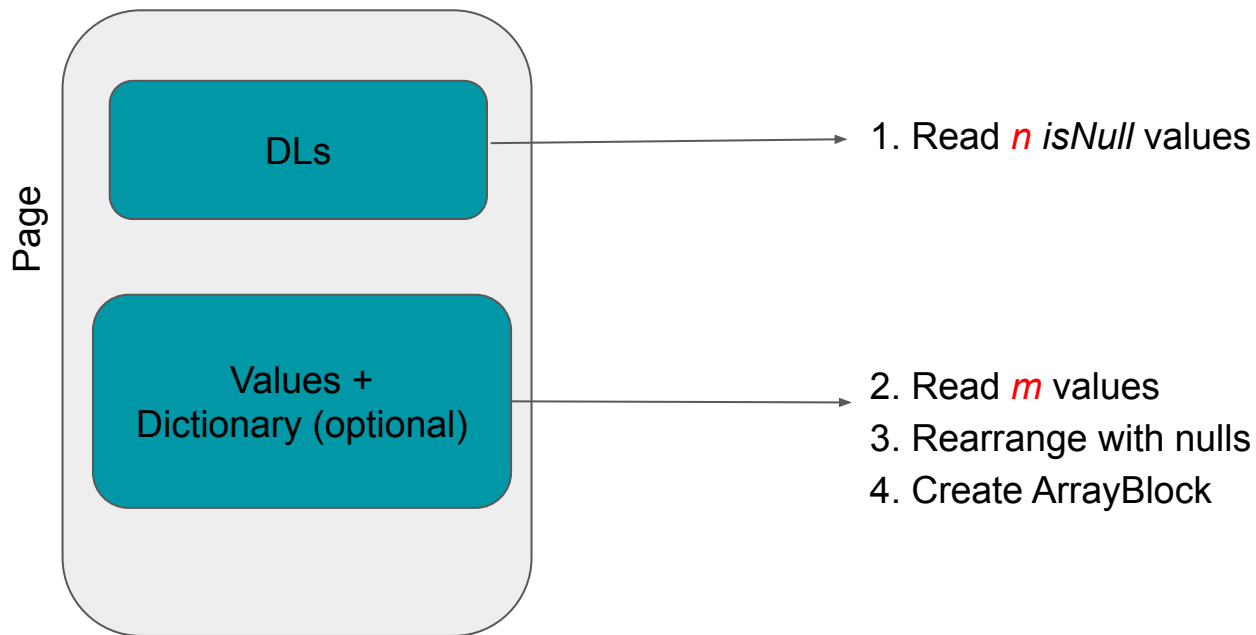 Page
DLs
1. Read n isNull values
Values +
Dictionary (optional)
2. Read m values
3. Rearrange with nulls
4. Create ArrayBlock